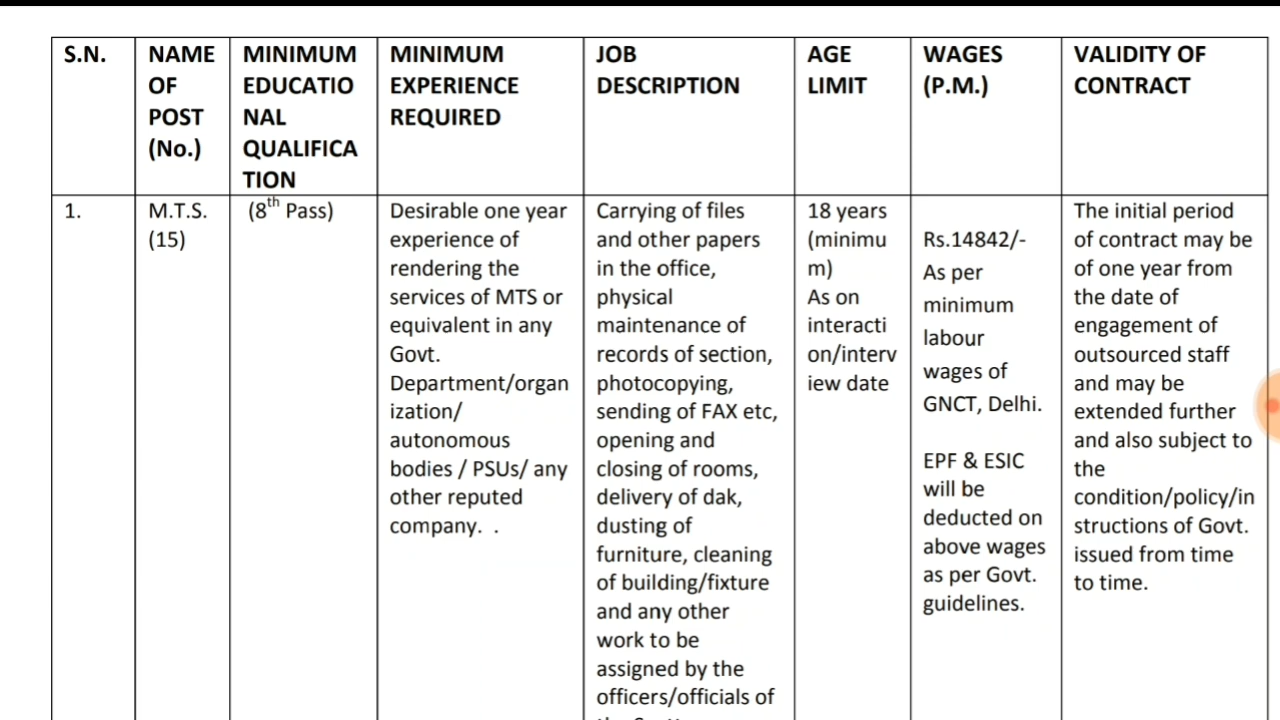 S.N.
NAME
OF
POST
(No.)
MINIMUM
EDUCATIO
NAL
QUALIFICA
TION
MINIMUM
EXPERIENCE
REQUIRED
JOB
DESCRIPTION
AGE
LIMIT
WAGES
(P.M.)
VALIDITY OF
CONTRACT
1.
M.T.S.
(15)
(8th Pass)
Desirable one year
experience of
rendering the
services of MTS or
equivalent in any
Govt.
Department/organ
ization/
autonomous
bodies / PSUs/ any
other reputed
company. .
Carrying of files
and other papers
in the office,
physical
maintenance of
records of section,
photocopying,
sending of FAX etc,
opening and
closing of rooms,
delivery of dak,
dusting of
furniture, cleaning
of building/fixture
and any other
work to be
assigned by the
officers/officials of
18 years
(minimu
m)
As on
interacti
on/interv
iew date
Rs.14842/-
As per
minimum
labour
wages of
GNCT, Delhi.
EPF & ESIC
will be
deducted on
above wages
as per Govt.
guidelines.
The initial period
of contract may be
of one year from
the date of
engagement of
outsourced staff
and may be
extended further
and also subject to
the
condition/policy/in
structions of Govt.
issued from time
to time.